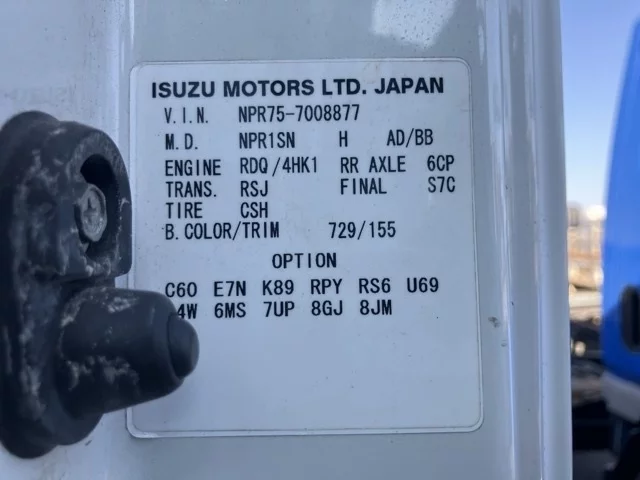 ISUZU MOTORS LTD. JAPAN
V.I.N. NPR75-7008877
M.D. NPR1SN H AD/BB
ENGINE RDQ/4HK1 RR AXLE 6CP
TRANS. RSJ FINAL S7C
TIRE CSH
B.COLOR/TRIM 729/155
OPTION
C60 E7N K89 RPY RS6 U69
6MS 7UP 8GJ 8JM